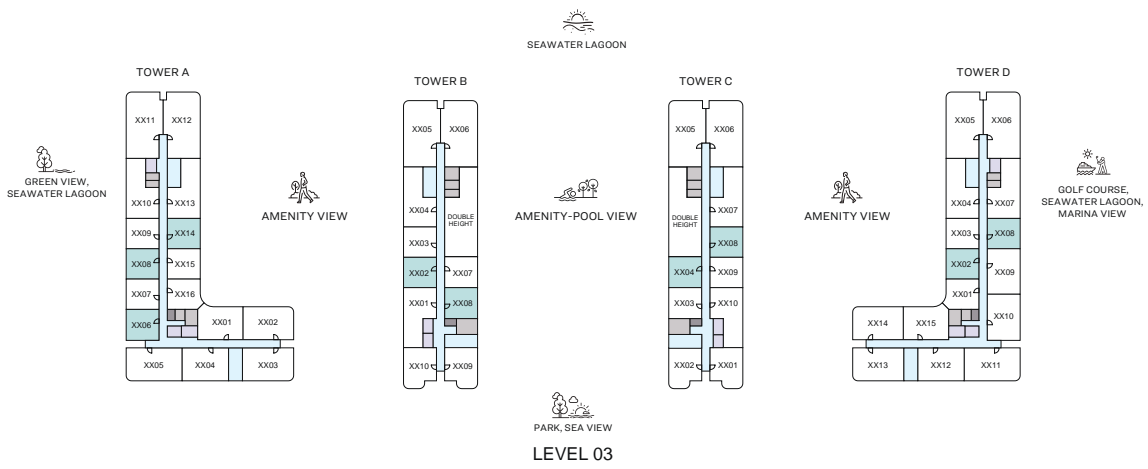 SEAWATER LAGOON
TOWER A
TOWER B
TOWER C
TOWER D
GREEN VIEW,
SEAWATER LAGOON
AMENITY VIEW
AMENITY-POOL VIEW
AMENITY VIEW
GOLF COURSE,
SEAWATER LAGOON,
MARINA VIEW
XX11 XX12
XX10 XX13
XX09 XX14
XX08 XX15
XX07 XX16
XX06 XX01 XX02
XX05 XX04 XX03
XX05 XX06
XX04 DOUBLE
HEIGHT
XX03
XX02 XX07
XX01 XX08
XX10 XX09
XX05 XX06
XX07
DOUBLE
HEIGHT XX08
XX04 XX09
XX03 XX10
XX02 XX01
XX05 XX06
XX04 XX07
XX03 XX08
XX02 XX09
XX01 XX10
XX14 XX15
XX13 XX12 XX11
PARK, SEA VIEW
LEVEL 03